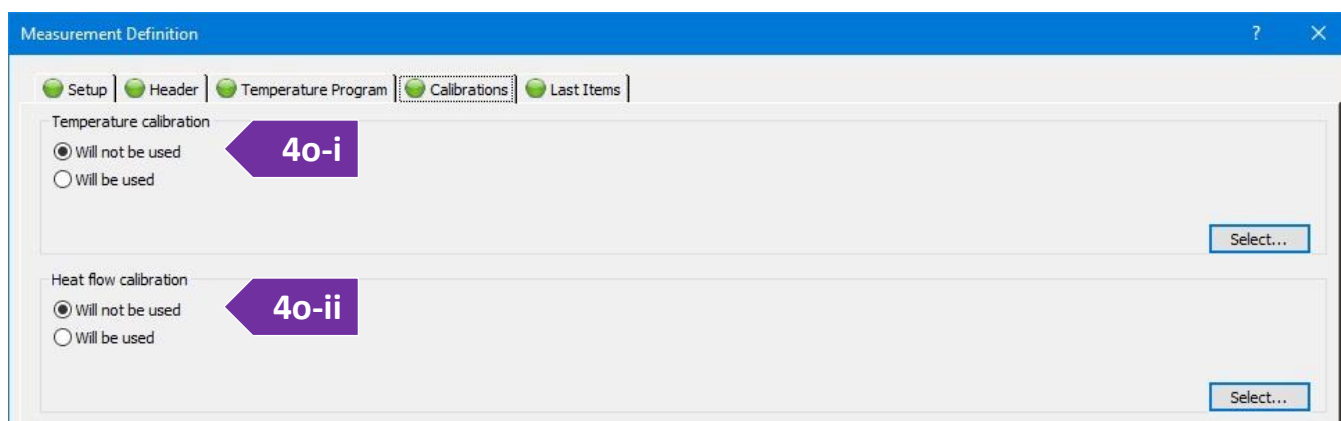 Measurement Definition ? ×
Setup Header Temperature Program Calibrations Last Items
Temperature calibration
Will not be used 4o-i
Will be used
Select...
Heat flow calibration
Will not be used 4o-ii
Will be used
Select...